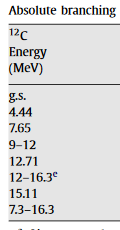 Absolute branching
¹²C
Energy
(MeV)
g.s.
4.44
7.65
9–12
12.71
12–16.3ᵉ
15.11
7.3–16.3